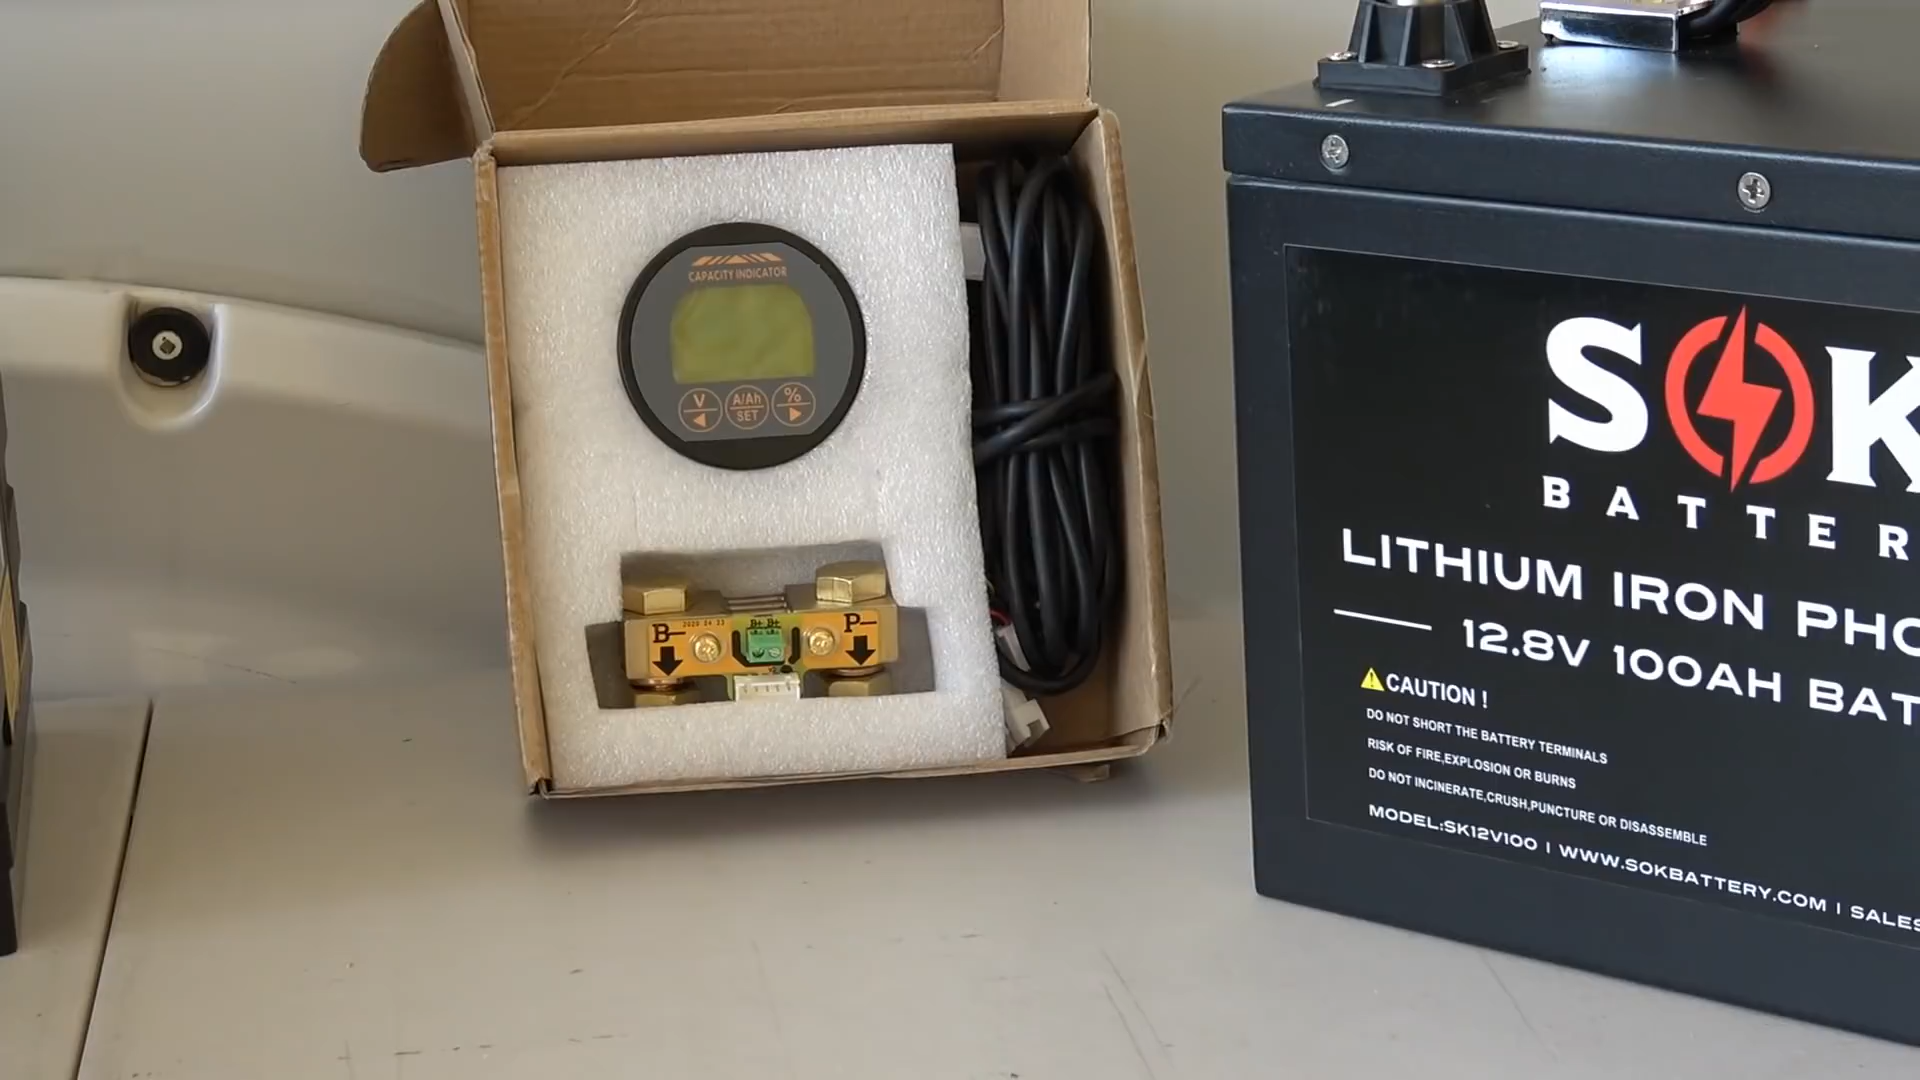 CAPACITY INDICATOR
V
A/Ah
SET
%
B-
2020 04 23
B+ B+
P-
SOK
BATTER
LITHIUM IRON PHO
12.8V 100AH BAT
CAUTION !
DO NOT SHORT THE BATTERY TERMINALS
RISK OF FIRE,EXPLOSION OR BURNS
DO NOT INCINERATE,CRUSH,PUNCTURE OR DISASSEMBLE
MODEL:SK12V100 | WWW.SOKBATTERY.COM | SALES